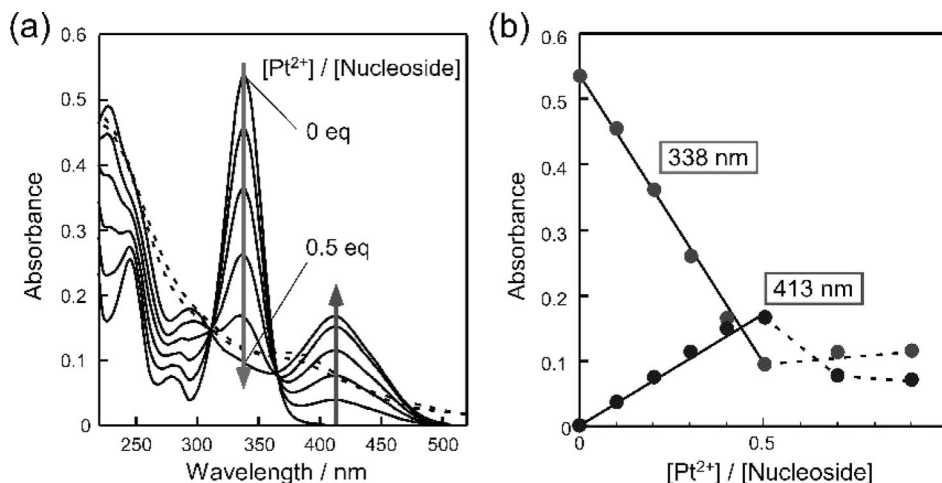 (a)
0.6
0.5
0.4
0.3
0.2
0.1
0
Absorbance
[Pt²⁺] / [Nucleoside]
0 eq
0.5 eq
250 300 350 400 450 500
Wavelength / nm
(b)
0.6
0.5
0.4
0.3
0.2
0.1
0
Absorbance
338 nm
413 nm
0 0.5
[Pt²⁺] / [Nucleoside]